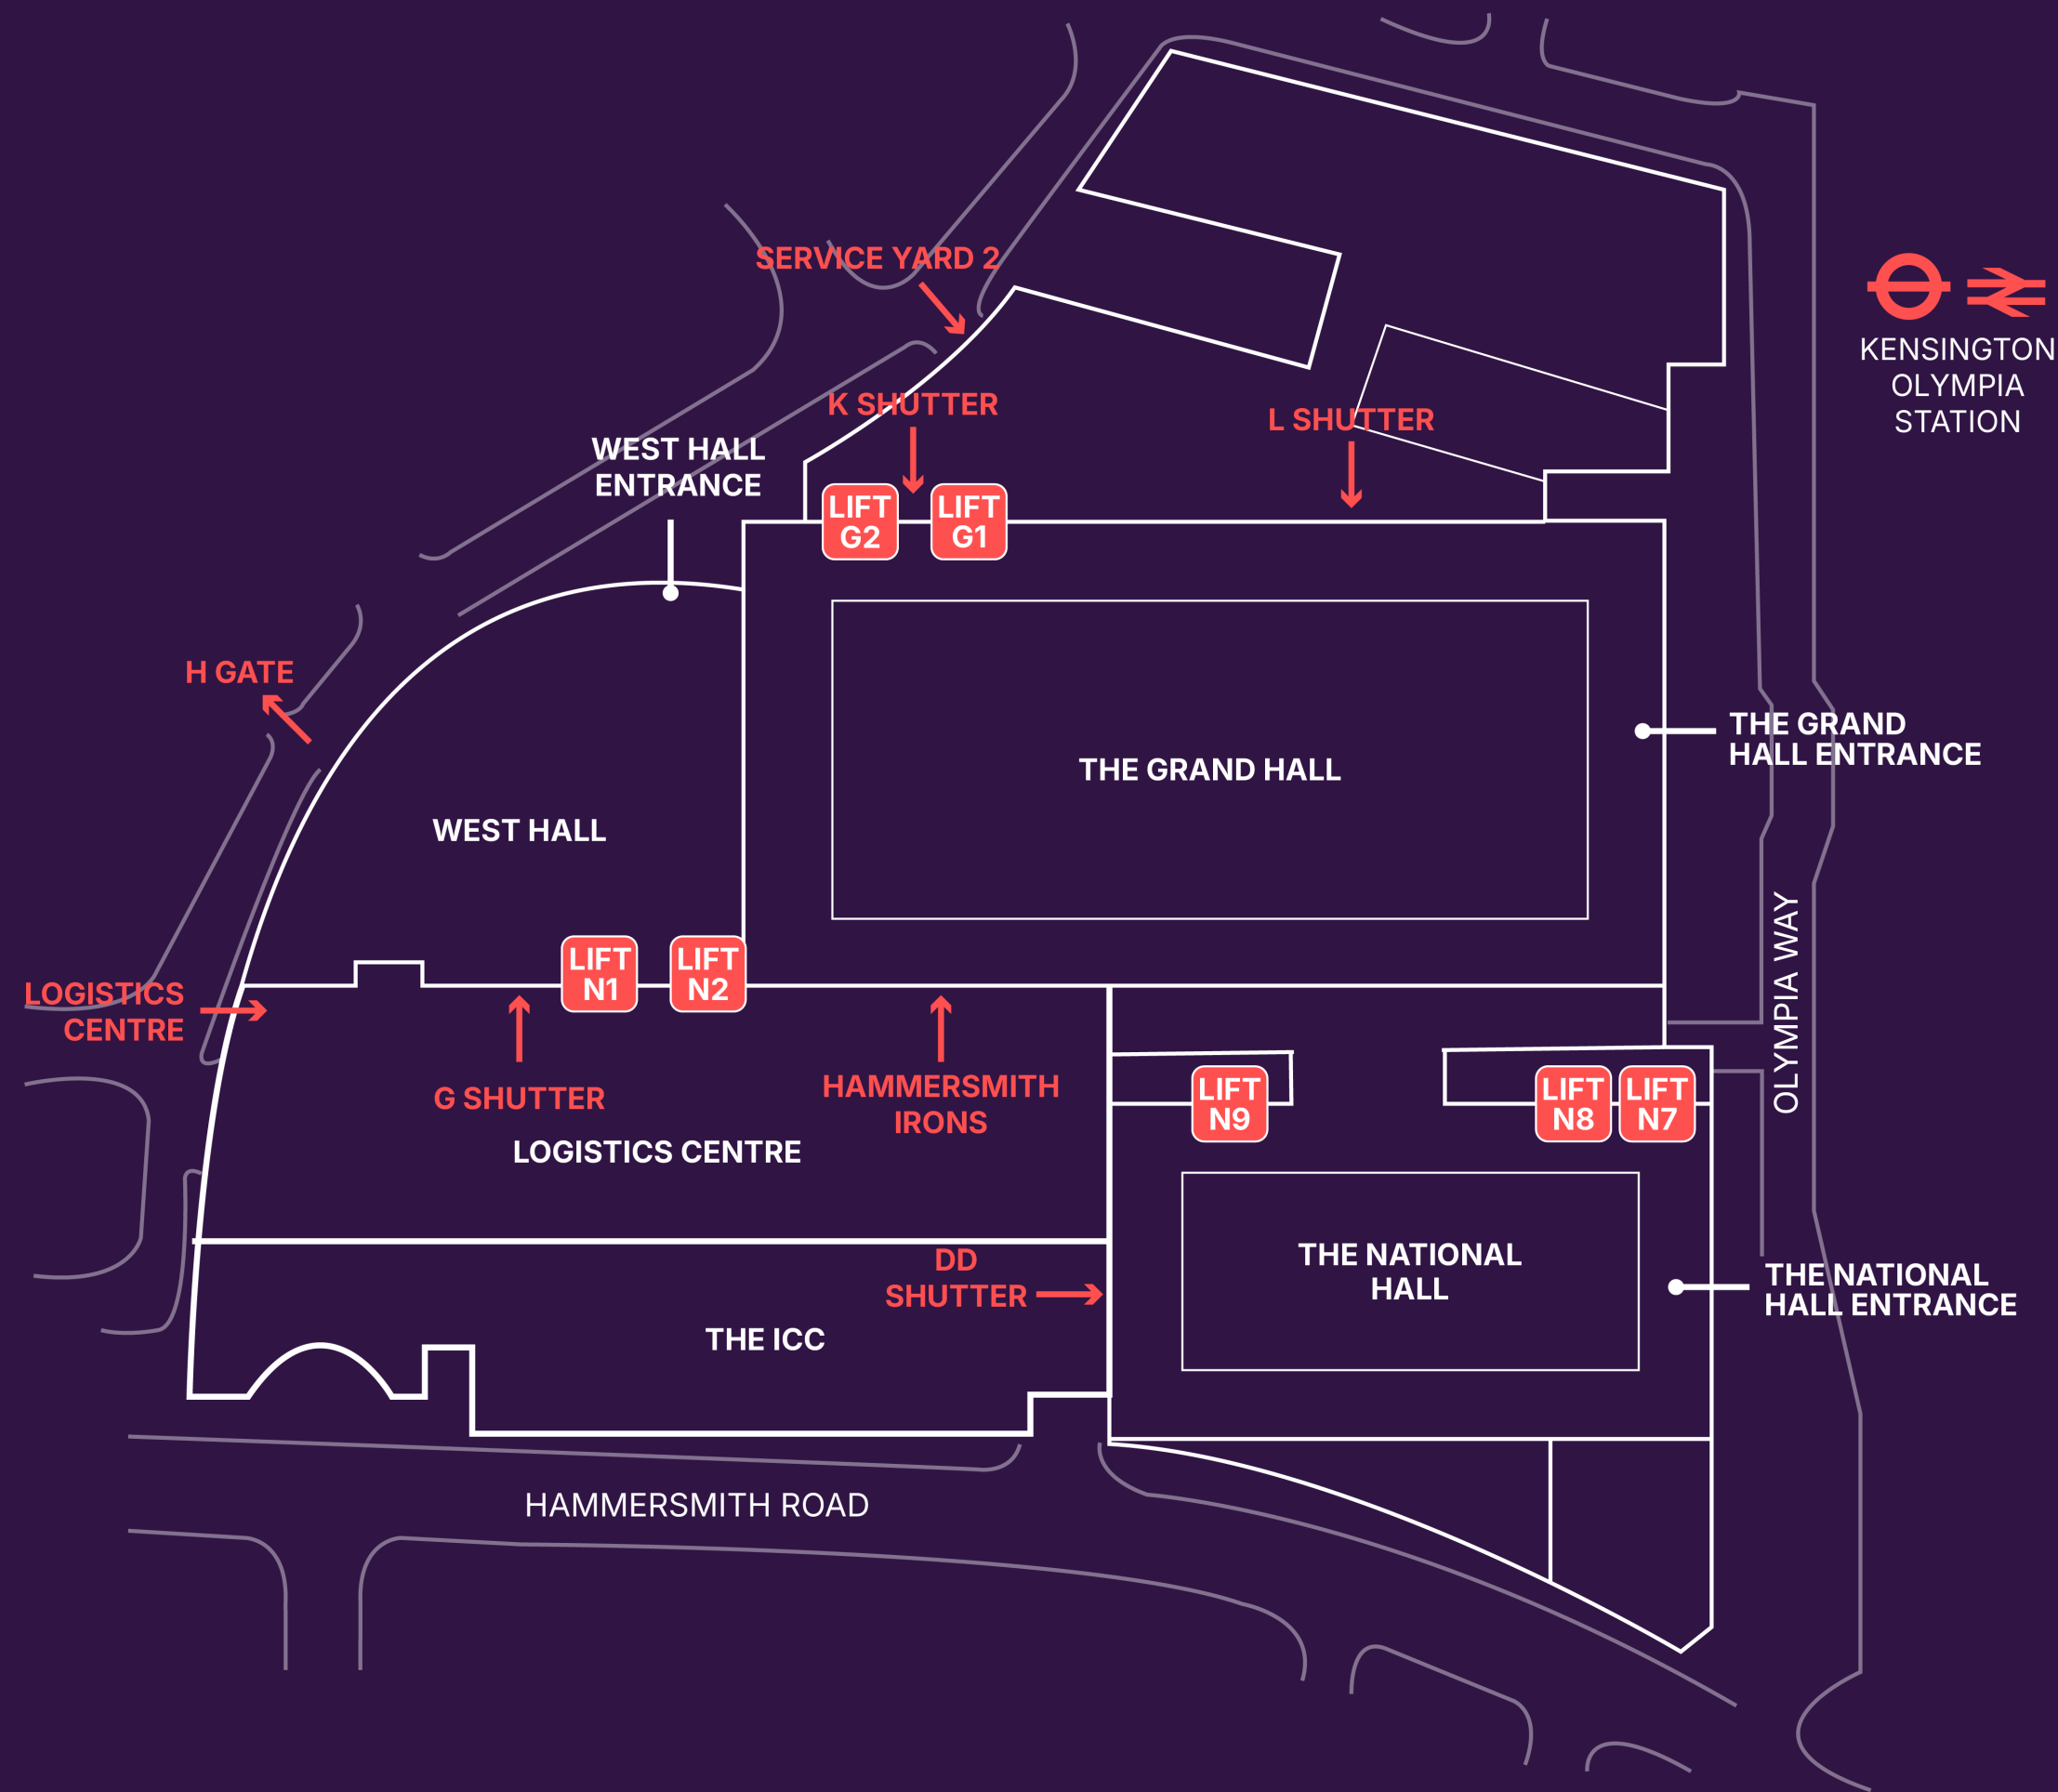 SERVICE YARD 2
KENSINGTON
OLYMPIA
STATION
K SHUTTER
L SHUTTER
WEST HALL
ENTRANCE
LIFT
G2
LIFT
G1
H GATE
THE GRAND
HALL ENTRANCE
THE GRAND HALL
WEST HALL
LIFT
N1
LIFT
N2
LOGISTICS
CENTRE
OLYMPIA WAY
G SHUTTER
HAMMERSMITH
IRONS
LIFT
N9
LIFT
N8
LIFT
N7
LOGISTICS CENTRE
DD
SHUTTER
THE NATIONAL
HALL
THE NATIONAL
HALL ENTRANCE
THE ICC
HAMMERSMITH ROAD